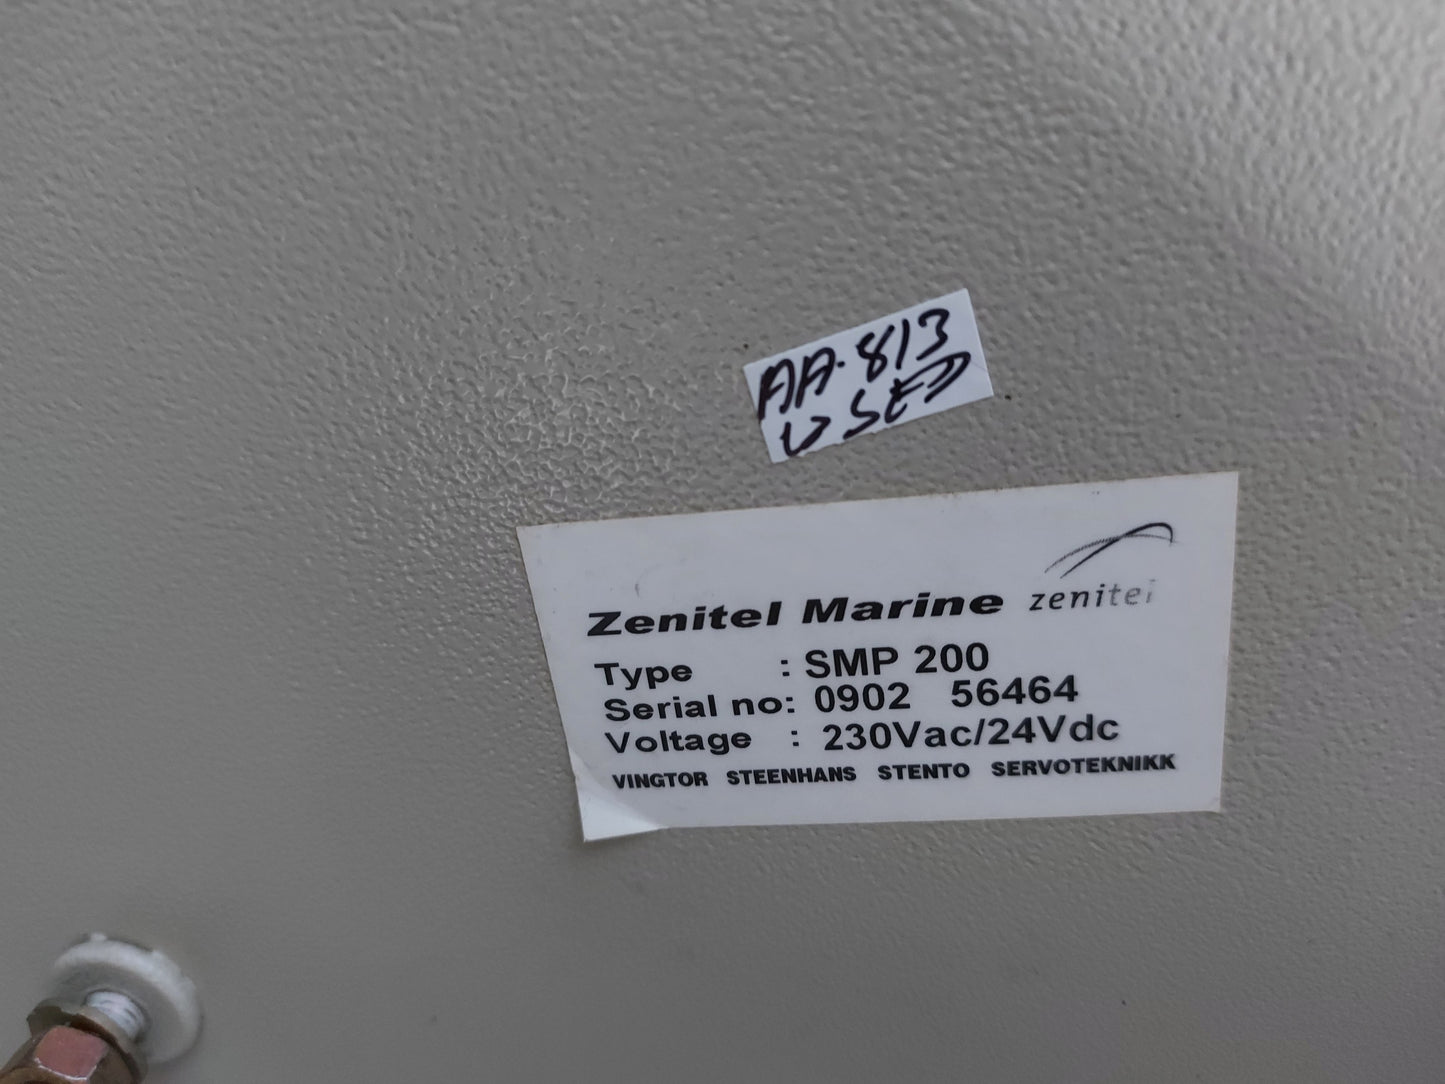 AA-813
USED
Zenitel Marine zenitel
Type : SMP 200
Serial no: 0902 56464
Voltage : 230Vac/24Vdc
VINGTOR STEENHANS STENTO SERVOTEKNIKK